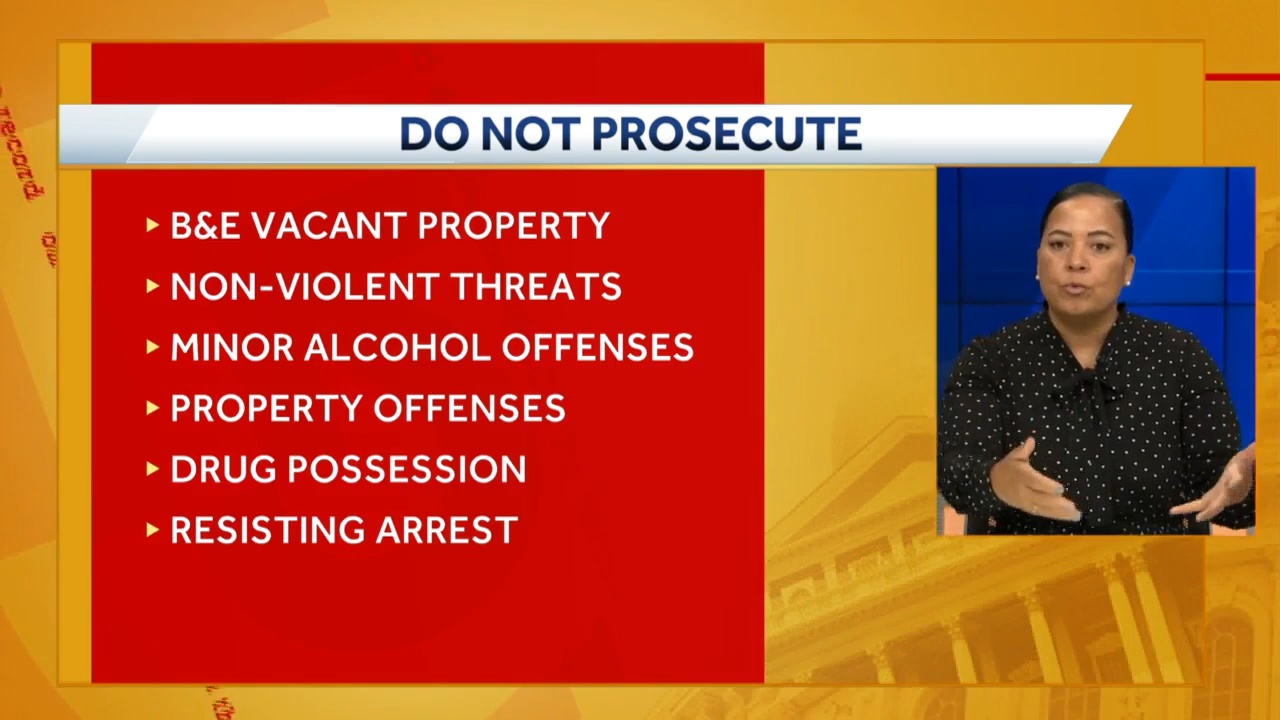 DO NOT PROSECUTE
B&E VACANT PROPERTY
NON-VIOLENT THREATS
MINOR ALCOHOL OFFENSES
PROPERTY OFFENSES
DRUG POSSESSION
RESISTING ARREST